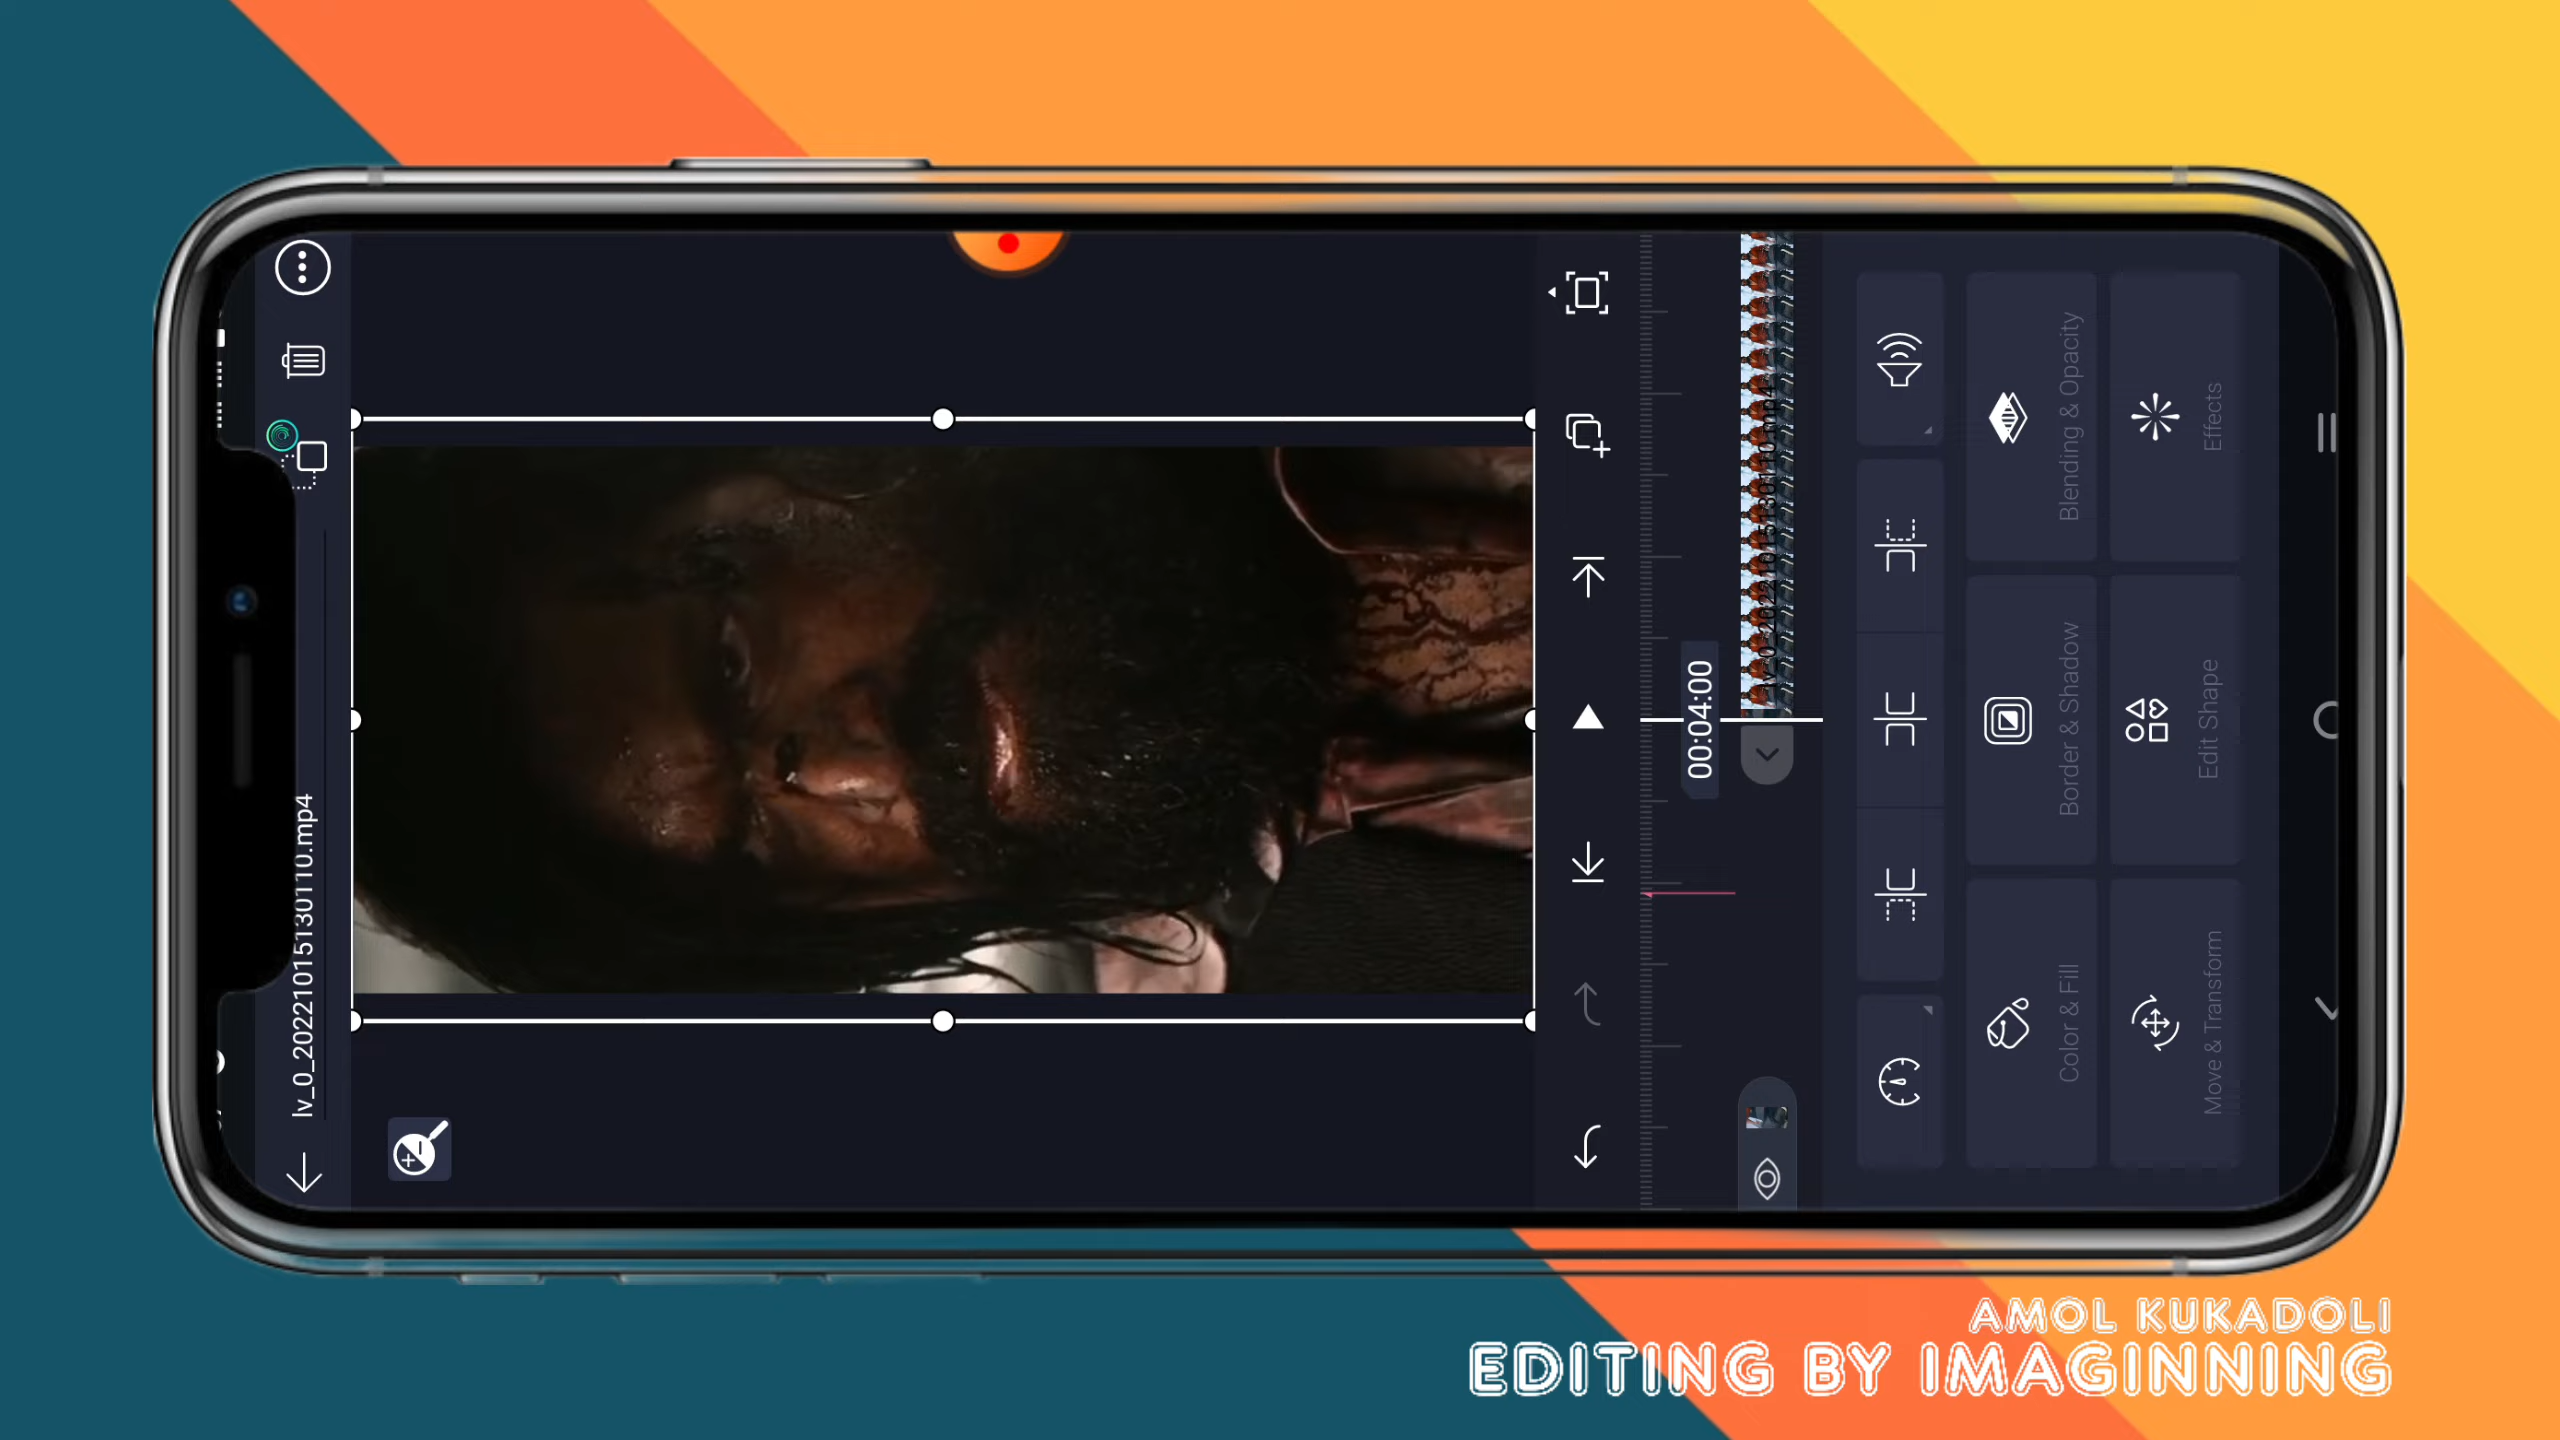 lv_0_20221015130110.mp4
00:04:00
Blending & Opacity
Effects
Border & Shadow
Edit Shape
Color & Fill
Move & Transform
AMOL KUKADOLI
EDITING BY IMAGINNING